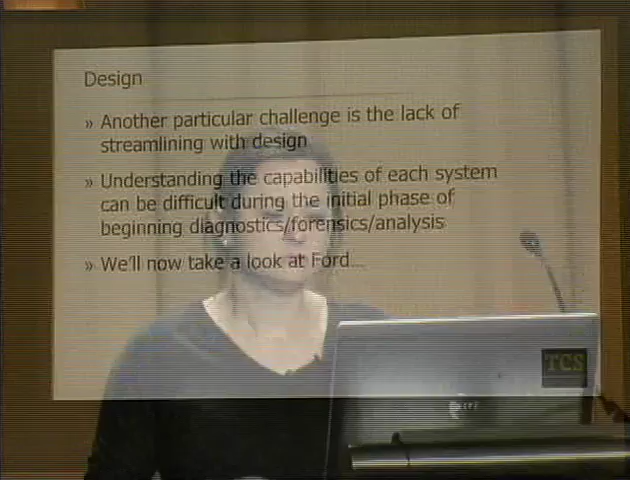 Design
» Another particular challenge is the lack of
streamlining with design
» Understanding the capabilities of each system
can be difficult during the initial phase of
beginning diagnostics/forensics/analysis
» We'll now take a look at Ford...
TCS